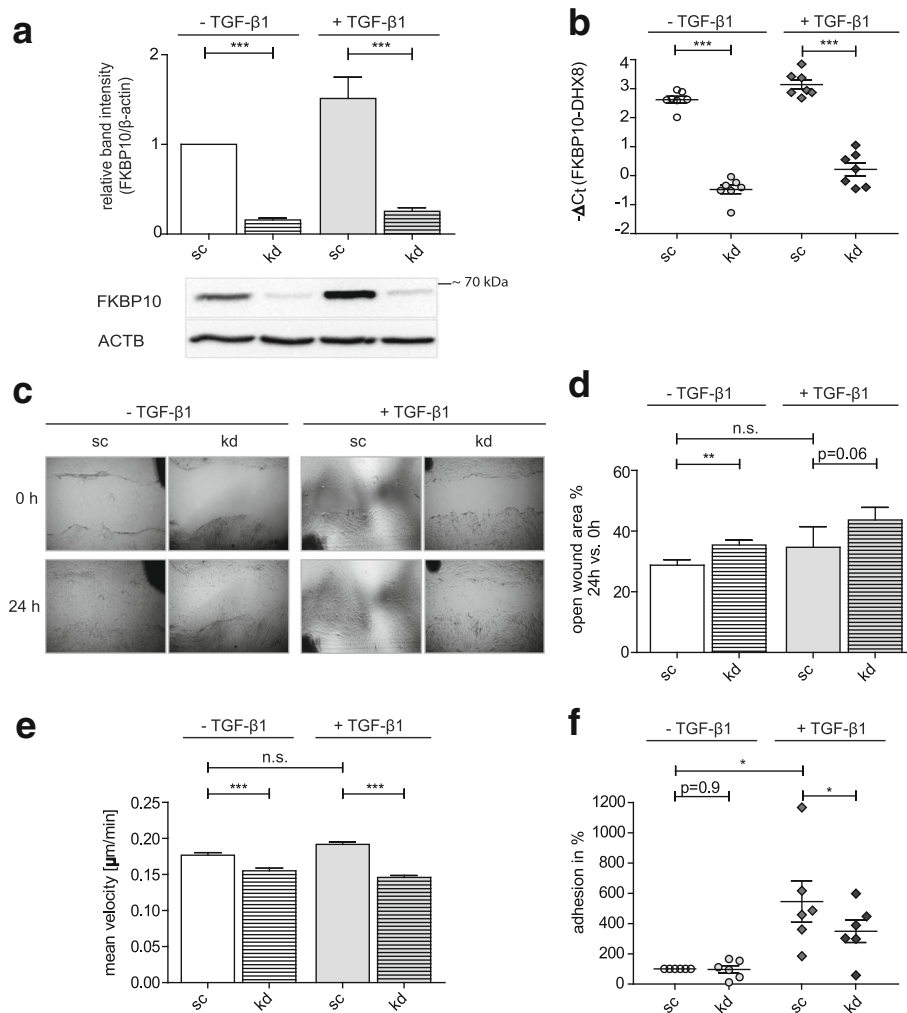 a
- TGF-β1
+ TGF-β1
***
***
relative band intensity
(FKBP10/β-actin)
2
1
0
sc
kd
sc
kd
~ 70 kDa
FKBP10
ACTB
b
- TGF-β1
+ TGF-β1
***
***
-ΔCt (FKBP10-DHX8)
4
3
2
1
0
-1
-2
sc
kd
sc
kd
c
- TGF-β1
+ TGF-β1
sc
kd
sc
kd
0 h
24 h
d
- TGF-β1
+ TGF-β1
n.s.
**
p=0.06
open wound area %
24h vs. 0h
60
40
20
0
sc
kd
sc
kd
e
- TGF-β1
+ TGF-β1
n.s.
***
***
mean velocity [µm/min]
0.25
0.20
0.15
0.10
0.05
0.00
sc
kd
sc
kd
f
- TGF-β1
+ TGF-β1
*
p=0.9
*
adhesion in %
1200
1000
800
600
400
200
0
sc
kd
sc
kd